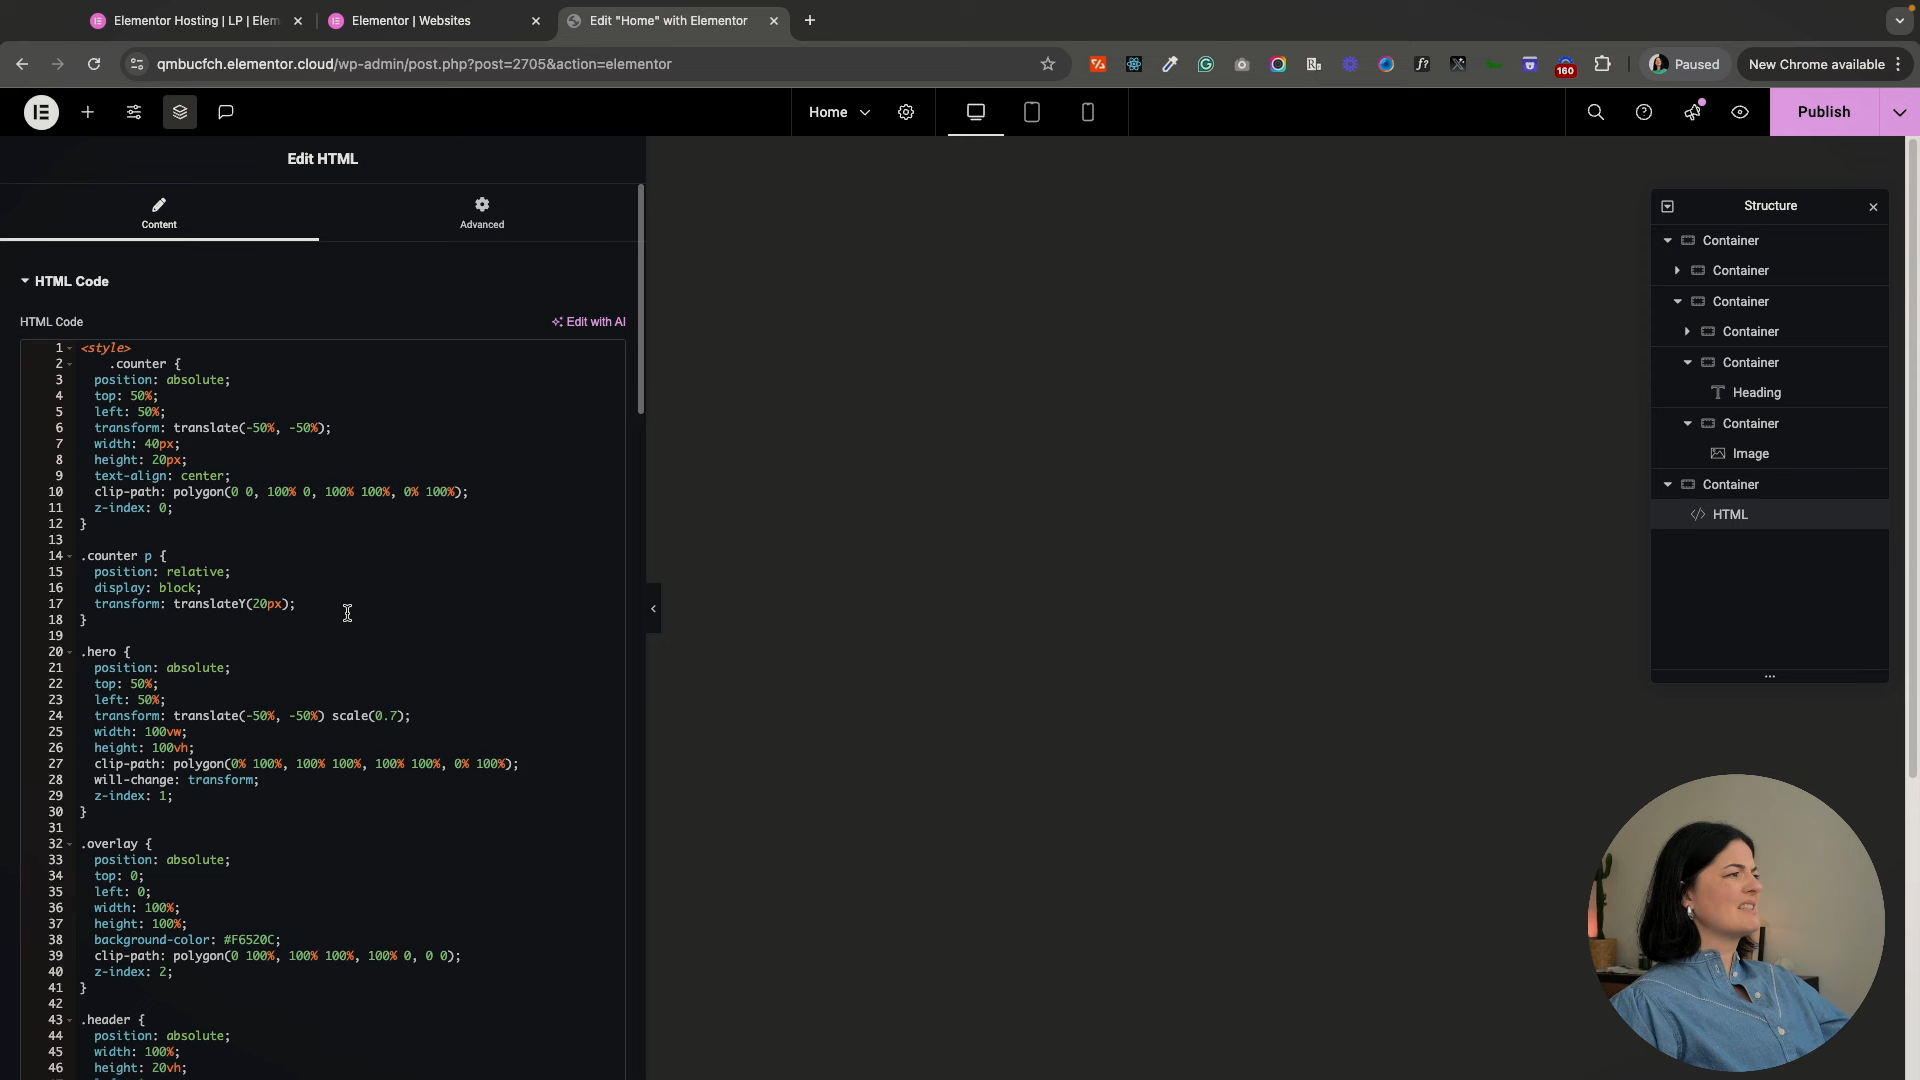 Elementor Hosting | LP | Elem
Elementor | Websites
Edit "Home" with Elementor
qmbucfch.elementor.cloud/wp-admin/post.php?post=2705&action=elementor
160
Paused
New Chrome available
Home
Publish
Edit HTML
Content
Advanced
HTML Code
HTML Code
Edit with AI
1 <style>
2 .counter {
3 position: absolute;
4 top: 50%;
5 left: 50%;
6 transform: translate(-50%, -50%);
7 width: 40px;
8 height: 20px;
9 text-align: center;
10 clip-path: polygon(0 0, 100% 0, 100% 100%, 0% 100%);
11 z-index: 0;
12 }
13
14 .counter p {
15 position: relative;
16 display: block;
17 transform: translateY(20px);
18 }
19
20 .hero {
21 position: absolute;
22 top: 50%;
23 left: 50%;
24 transform: translate(-50%, -50%) scale(0.7);
25 width: 100vw;
26 height: 100vh;
27 clip-path: polygon(0% 100%, 100% 100%, 100% 100%, 0% 100%);
28 will-change: transform;
29 z-index: 1;
30 }
31
32 .overlay {
33 position: absolute;
34 top: 0;
35 left: 0;
36 width: 100%;
37 height: 100%;
38 background-color: #F6520C;
39 clip-path: polygon(0 100%, 100% 100%, 100% 0, 0 0);
40 z-index: 2;
41 }
42
43 .header {
44 position: absolute;
45 width: 100%;
46 height: 20vh;
Structure
Container
Container
Container
Container
Container
Heading
Container
Image
Container
HTML